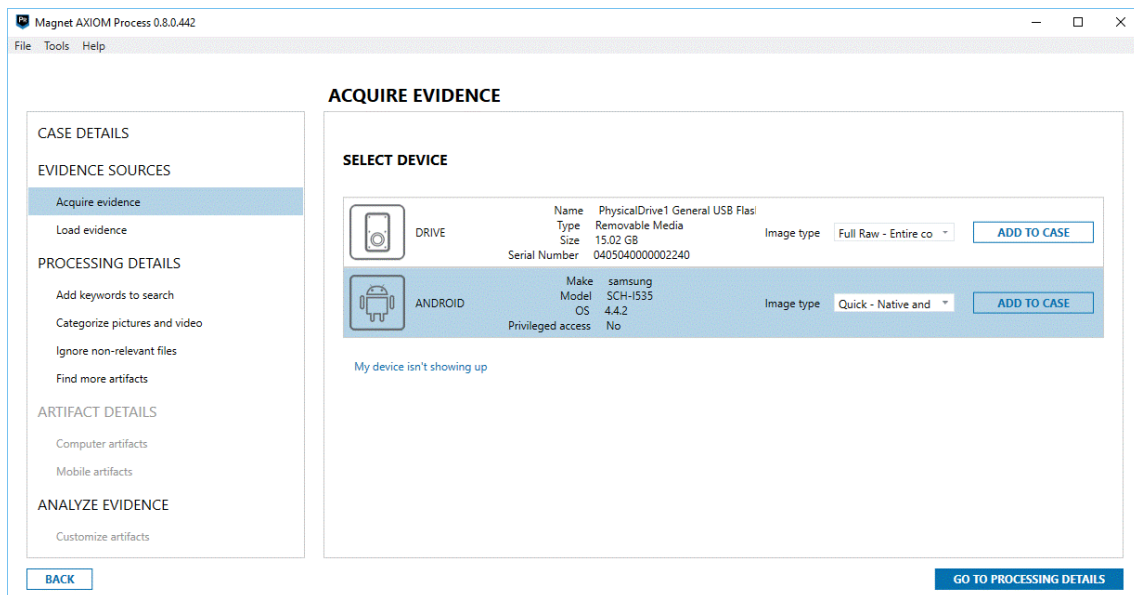 Magnet AXIOM Process 0.8.0.442
File Tools Help
ACQUIRE EVIDENCE
CASE DETAILS
EVIDENCE SOURCES
Acquire evidence
Load evidence
PROCESSING DETAILS
Add keywords to search
Categorize pictures and video
Ignore non-relevant files
Find more artifacts
ARTIFACT DETAILS
Computer artifacts
Mobile artifacts
ANALYZE EVIDENCE
Customize artifacts
SELECT DEVICE
DRIVE
Name PhysicalDrive1 General USB Flas
Type Removable Media
Size 15.02 GB
Serial Number 0405040000002240
Image type Full Raw - Entire co ADD TO CASE
ANDROID
Make samsung
Model SCH-I535
OS 4.4.2
Privileged access No
Image type Quick - Native and ADD TO CASE
My device isn't showing up
BACK
GO TO PROCESSING DETAILS